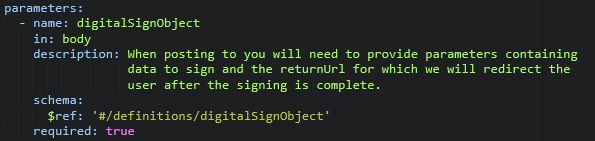 parameters:
- name: digitalSignObject
in: body
description: When posting to you will need to provide parameters containing
data to sign and the returnUrl for which we will redirect the
user after the signing is complete.
schema:
$ref: '#/definitions/digitalSignObject'
required: true